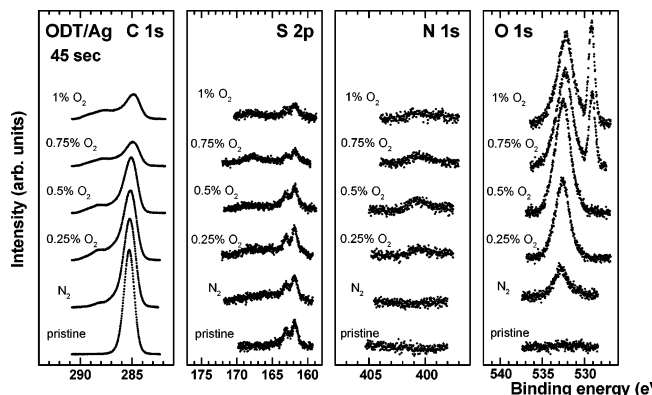 ODT/Ag C 1s
45 sec
S 2p
N 1s
O 1s
1% O₂
0.75% O₂
0.5% O₂
0.25% O₂
N₂
pristine
1% O₂
0.75% O₂
0.5% O₂
0.25% O₂
N₂
pristine
1% O₂
0.75% O₂
0.5% O₂
0.25% O₂
N₂
pristine
1% O₂
0.75% O₂
0.5% O₂
0.25% O₂
N₂
pristine
Intensity (arb. units)
290 285
175 170 165 160
405 400
540 535 530
Binding energy (eV